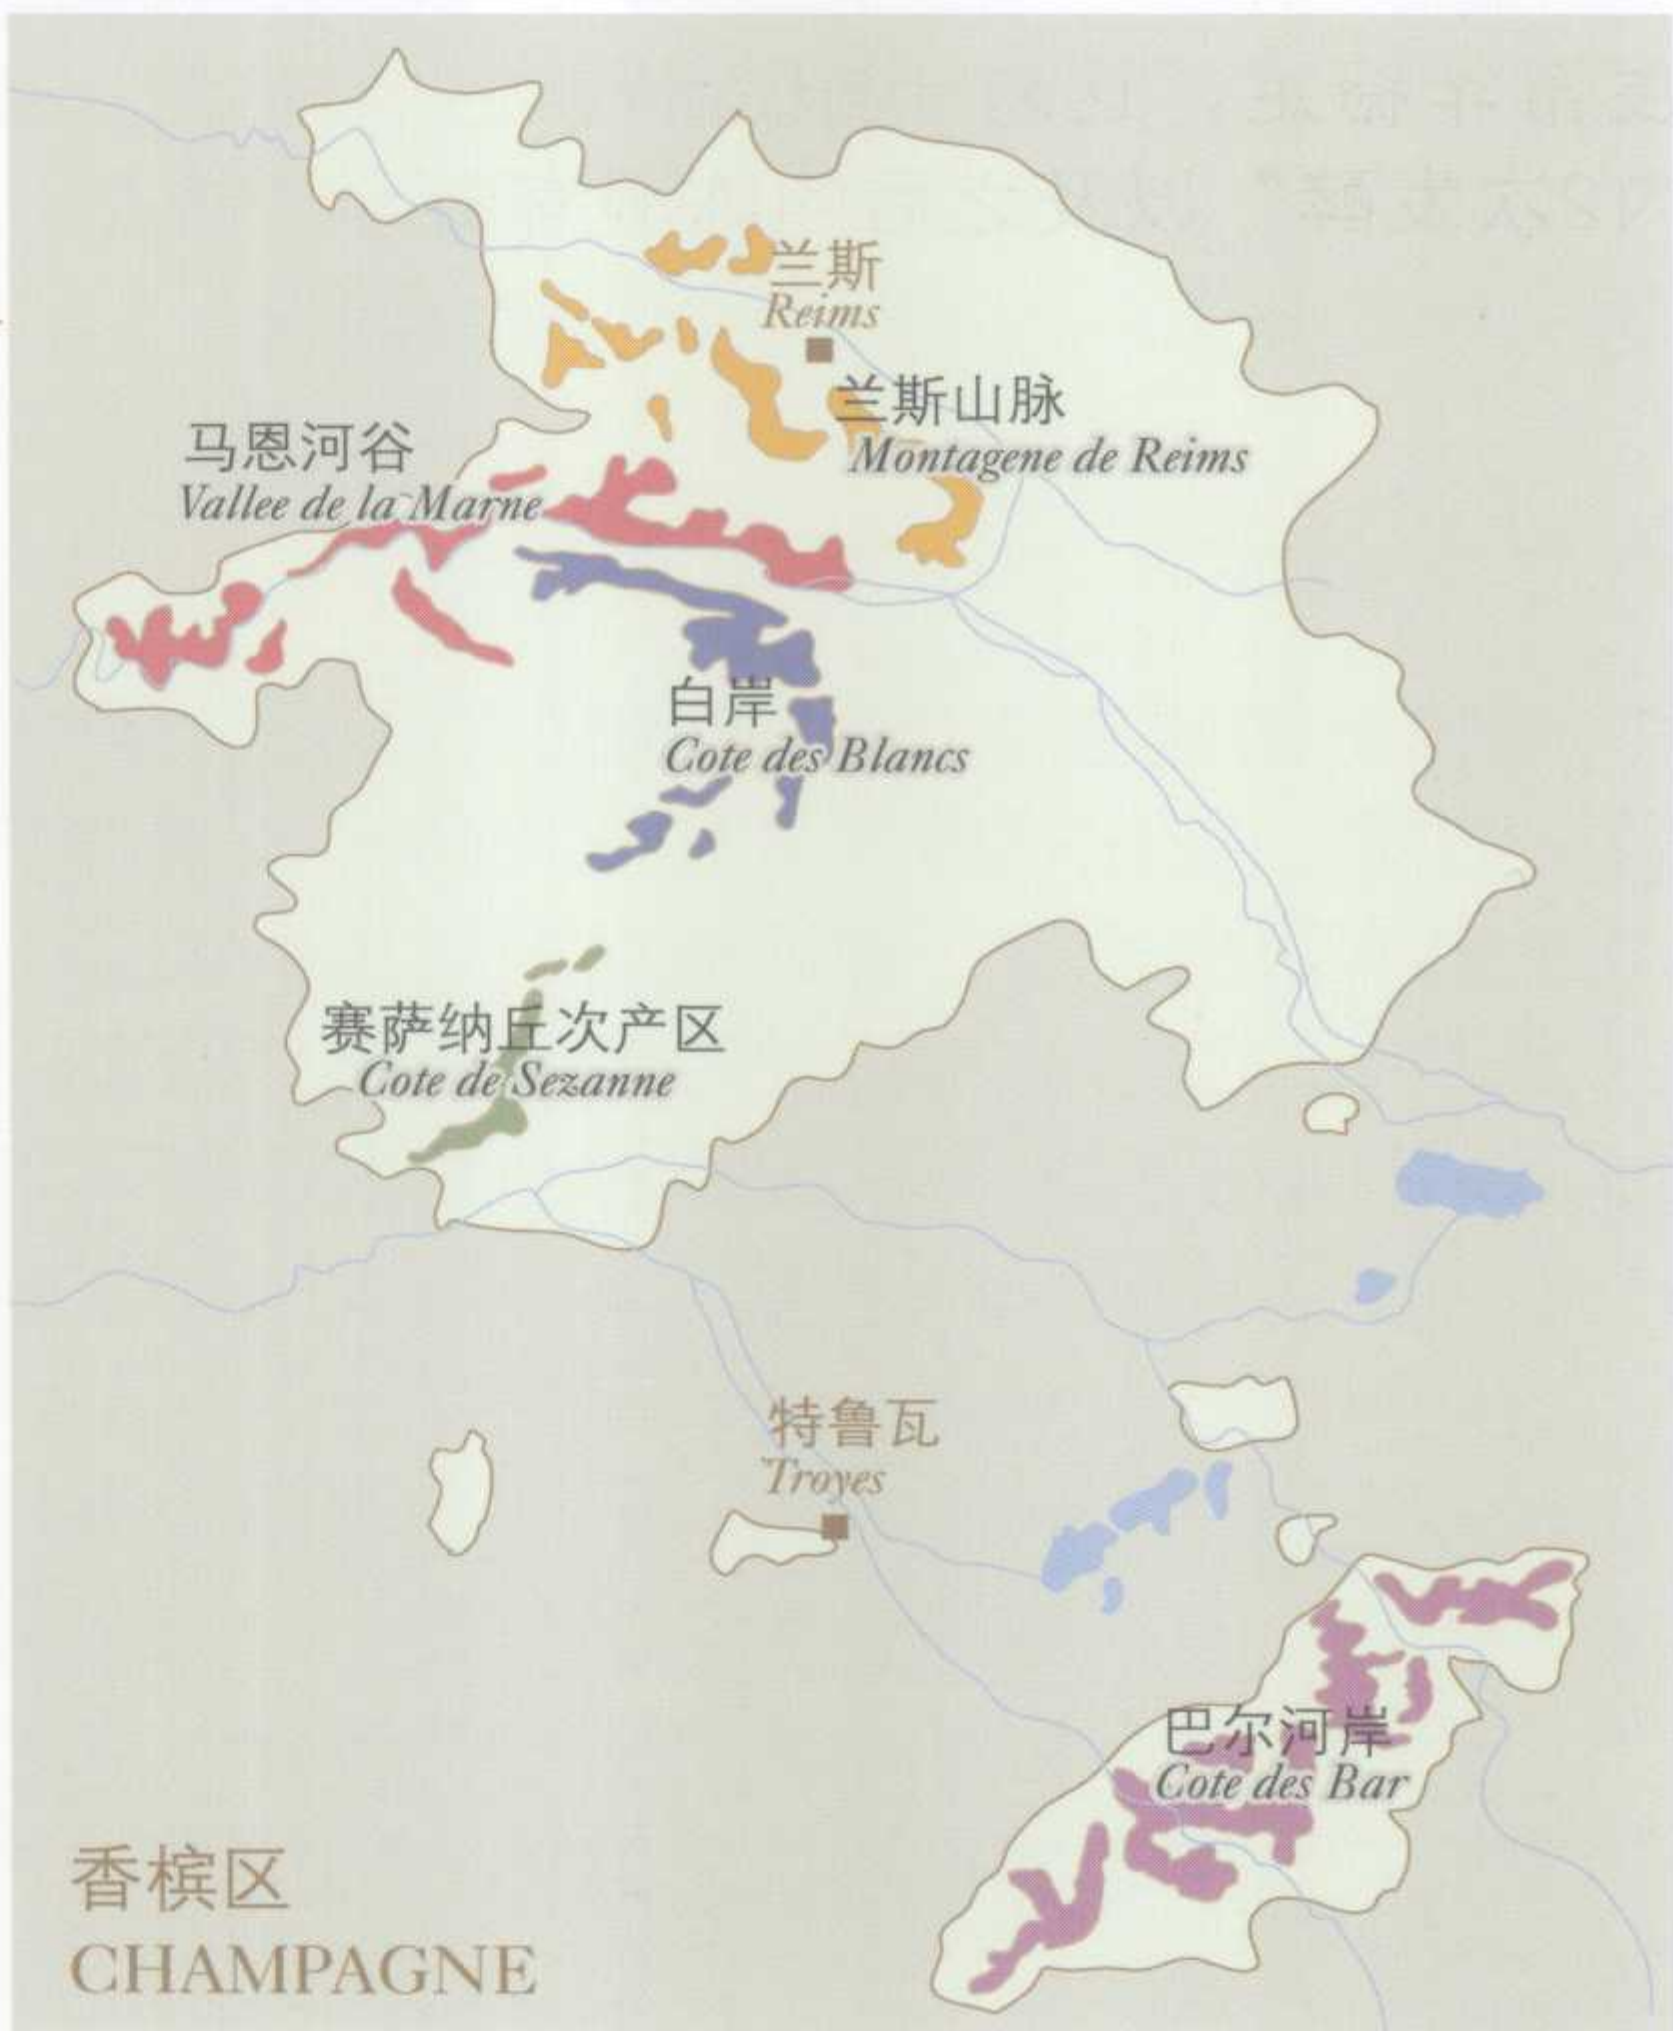 兰斯
Reims
兰斯山脉
Montagene de Reims
马恩河谷
Vallee de la Marne
白岸
Cote des Blancs
赛萨纳丘次产区
Cote de Sezanne
特鲁瓦
Troyes
巴尔河岸
Cote des Bar
香槟区
CHAMPAGNE